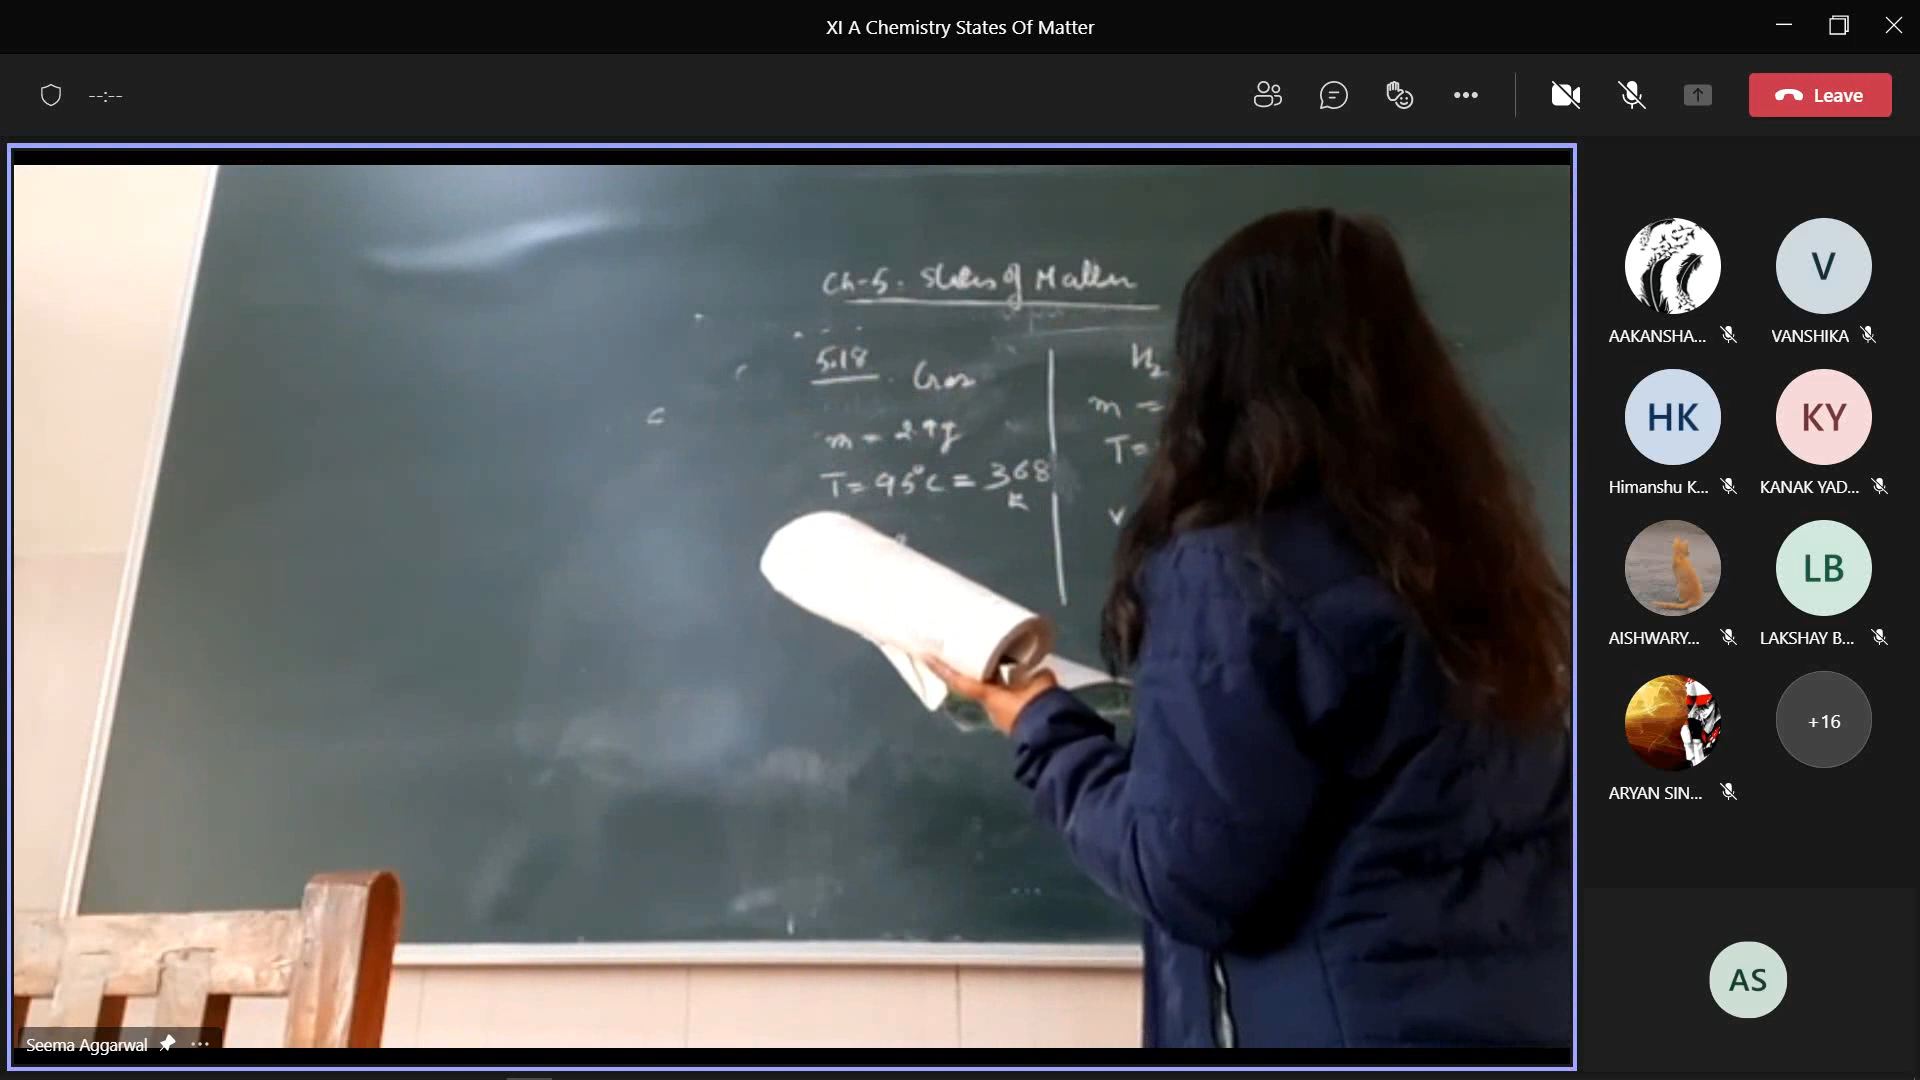 XI A Chemistry States Of Matter
--:--
Leave
Ch-5. States of Matter
5.18
Gas
H2
m = 2.9g
m =
T = 95°C = 368
K
T =
V
AAKANSHA...
V
VANSHIKA
HK
Himanshu K...
KY
KANAK YAD...
AISHWARY...
LB
LAKSHAY B...
ARYAN SIN...
+16
AS
Seema Aggarwal